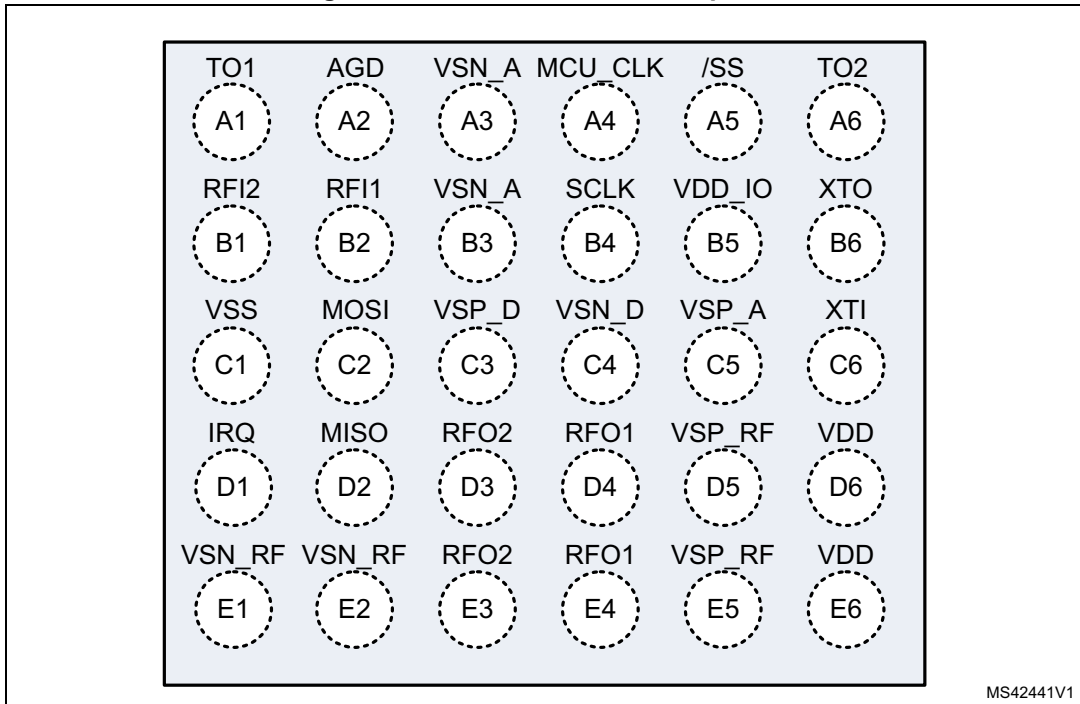 TO1 AGD VSN_A MCU_CLK /SS TO2
A1 A2 A3 A4 A5 A6
RFI2 RFI1 VSN_A SCLK VDD_IO XTO
B1 B2 B3 B4 B5 B6
VSS MOSI VSP_D VSN_D VSP_A XTI
C1 C2 C3 C4 C5 C6
IRQ MISO RFO2 RFO1 VSP_RF VDD
D1 D2 D3 D4 D5 D6
VSN_RF VSN_RF RFO2 RFO1 VSP_RF VDD
E1 E2 E3 E4 E5 E6
MS42441V1